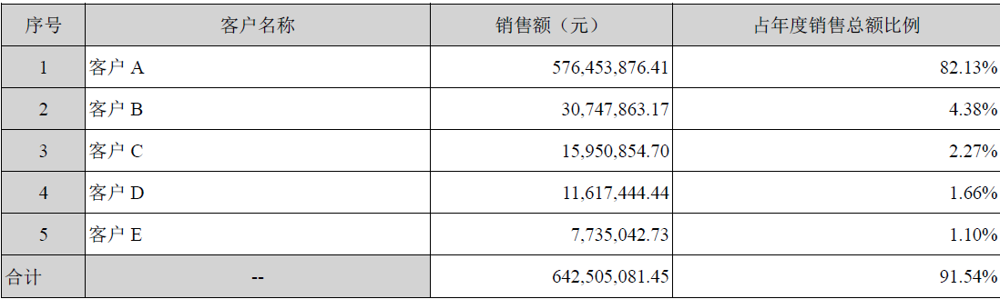 序号 客户名称 销售额（元） 占年度销售总额比例
1 客户 A 576,453,876.41 82.13%
2 客户 B 30,747,863.17 4.38%
3 客户 C 15,950,854.70 2.27%
4 客户 D 11,617,444.44 1.66%
5 客户 E 7,735,042.73 1.10%
合计 -- 642,505,081.45 91.54%